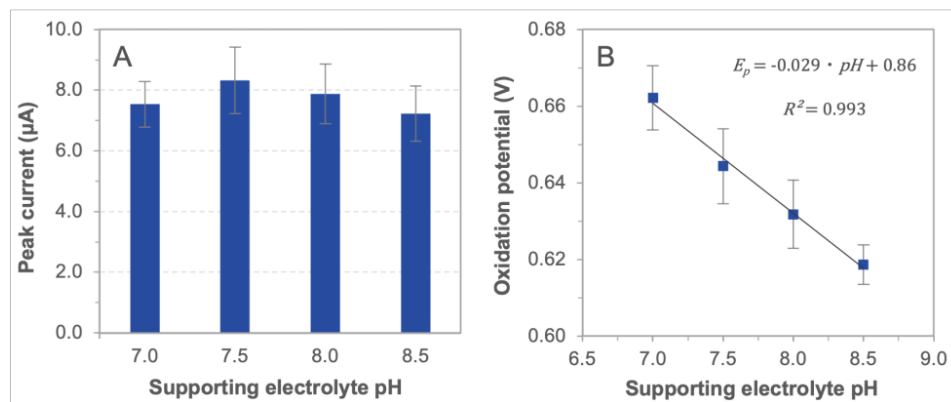 A
Peak current (µA)
10.0
8.0
6.0
4.0
2.0
0.0
7.0 7.5 8.0 8.5
Supporting electrolyte pH
B
Oxidation potential (V)
Ep = -0.029 · pH + 0.86
R² = 0.993
0.68
0.66
0.64
0.62
0.60
6.5 7.0 7.5 8.0 8.5 9.0
Supporting electrolyte pH